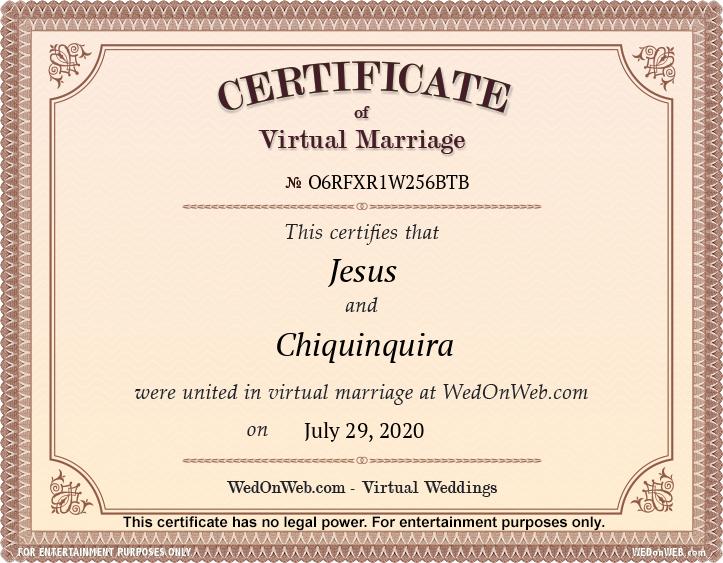 CERTIFICATE
of
Virtual Marriage
№ O6RFXR1W256BTB
This certifies that
Jesus
and
Chiquinquira
were united in virtual marriage at WedOnWeb.com
on July 29, 2020
WedOnWeb.com - Virtual Weddings
This certificate has no legal power. For entertainment purposes only.
FOR ENTERTAINMENT PURPOSES ONLY
WEDonWEB.com